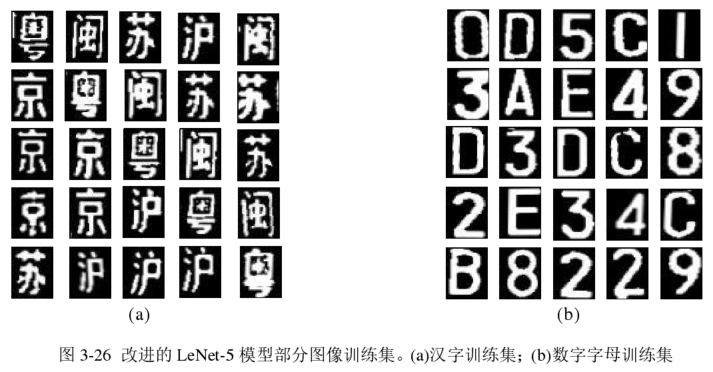 粤 闽 苏 沪 闽
京 粤 闽 苏 苏
京 京 粤 闽 苏
京 京 沪 粤 闽
苏 沪 沪 沪 粤
(a)
0 D 5 C 1
3 A E 4 9
D 3 D C 8
2 E 3 4 C
B 8 2 2 9
(b)
图 3-26 改进的 LeNet-5 模型部分图像训练集。(a)汉字训练集；(b)数字字母训练集